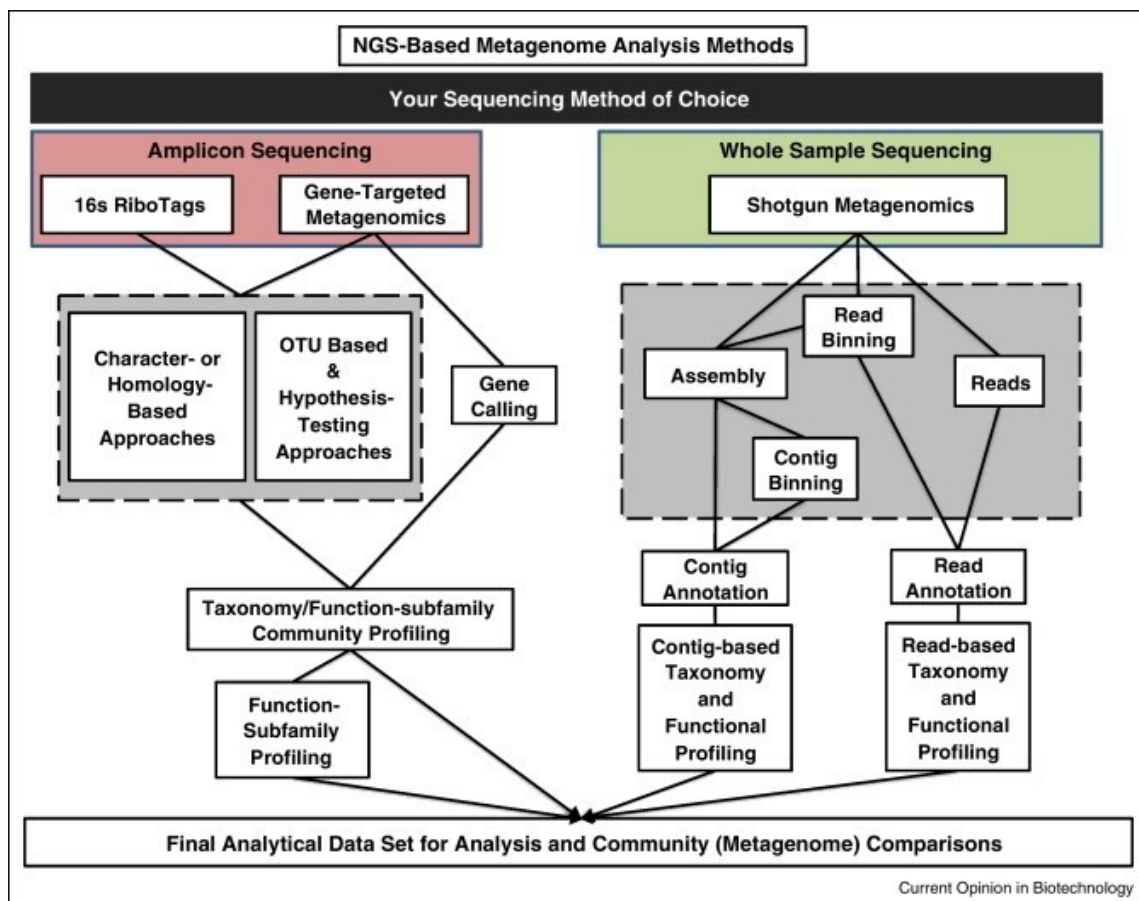 NGS-Based Metagenome Analysis Methods
Your Sequencing Method of Choice
Amplicon Sequencing
16s RiboTags
Gene-Targeted
Metagenomics
Whole Sample Sequencing
Shotgun Metagenomics
Character- or
Homology-
Based
Approaches
OTU Based
&
Hypothesis-
Testing
Approaches
Gene
Calling
Taxonomy/Function-subfamily
Community Profiling
Function-
Subfamily
Profiling
Read
Binning
Assembly
Reads
Contig
Binning
Contig
Annotation
Read
Annotation
Contig-based
Taxonomy
and
Functional
Profiling
Read-based
Taxonomy
and
Functional
Profiling
Final Analytical Data Set for Analysis and Community (Metagenome) Comparisons
Current Opinion in Biotechnology